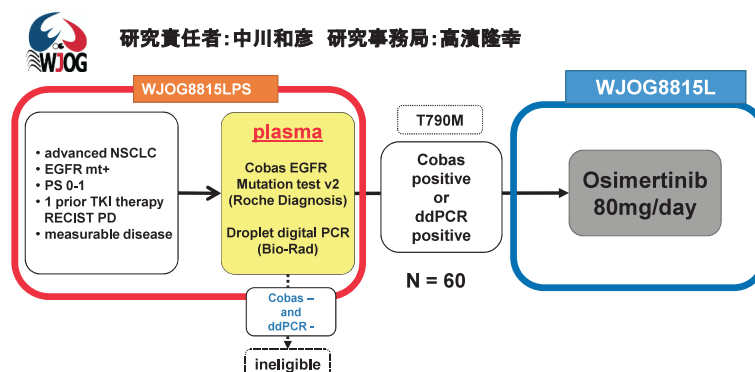 WJOG
研究責任者:中川和彦 研究事務局:高濱隆幸
WJOG8815LPS
WJOG8815L
• advanced NSCLC
• EGFR mt+
• PS 0-1
• 1 prior TKI therapy
RECIST PD
• measurable disease
plasma
Cobas EGFR
Mutation test v2
(Roche Diagnosis)
Droplet digital PCR
(Bio-Rad)
T790M
Cobas
positive
or
ddPCR
positive
N = 60
Osimertinib
80mg/day
Cobas –
and
ddPCR -
ineligible